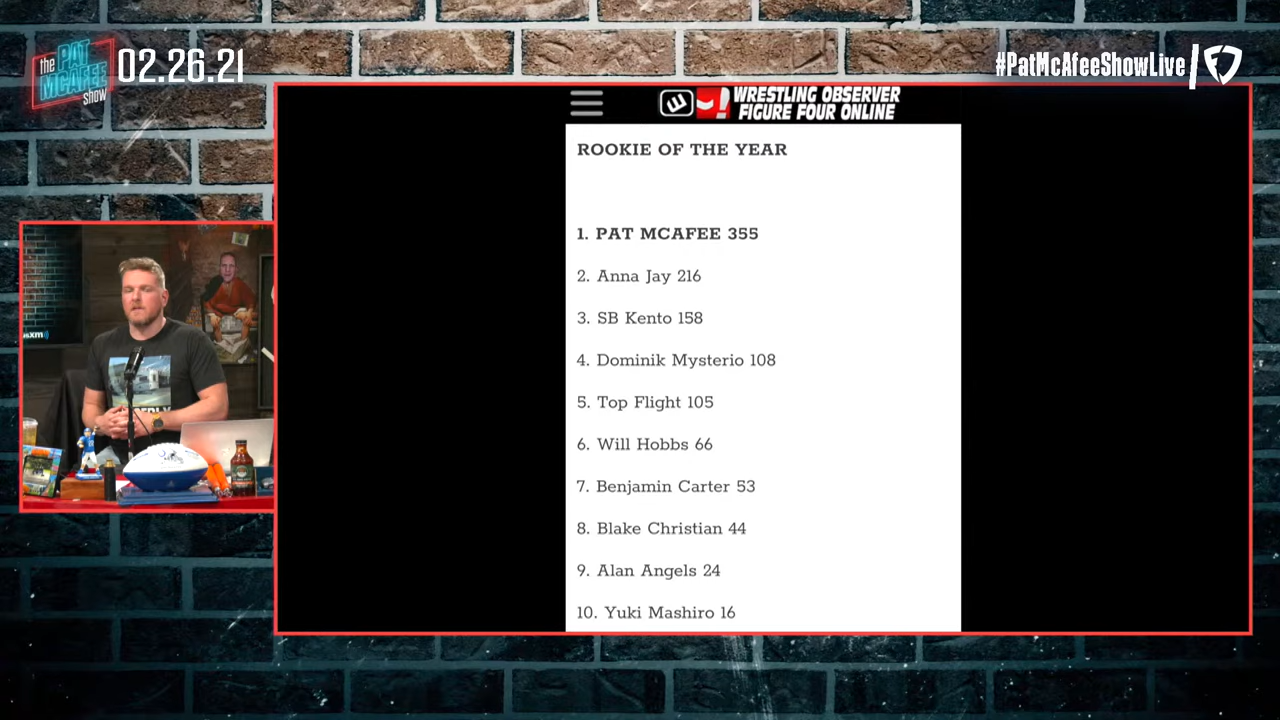 the
PAT
MCAFEE
show
02.26.21
#PatMcAfeeShowLive
WRESTLING OBSERVER
FIGURE FOUR ONLINE
ROOKIE OF THE YEAR
1. PAT MCAFEE 355
2. Anna Jay 216
3. SB Kento 158
4. Dominik Mysterio 108
5. Top Flight 105
6. Will Hobbs 66
7. Benjamin Carter 53
8. Blake Christian 44
9. Alan Angels 24
10. Yuki Mashiro 16